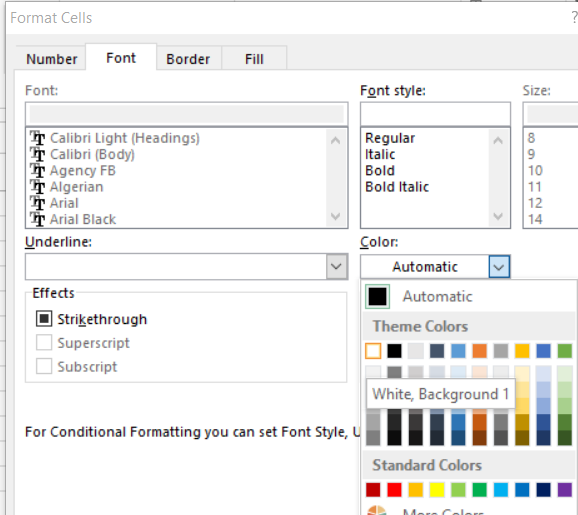 Format Cells
?
Number Font Border Fill
Font: Font style: Size:
Calibri Light (Headings) Regular 8
Calibri (Body) Italic 9
Agency FB Bold 10
Algerian Bold Italic 11
Arial 12
Arial Black 14
Underline: Color:
Automatic
Effects
Automatic
Strikethrough
Theme Colors
Superscript
Subscript
White, Background 1
For Conditional Formatting you can set Font Style, U
Standard Colors
More Colors